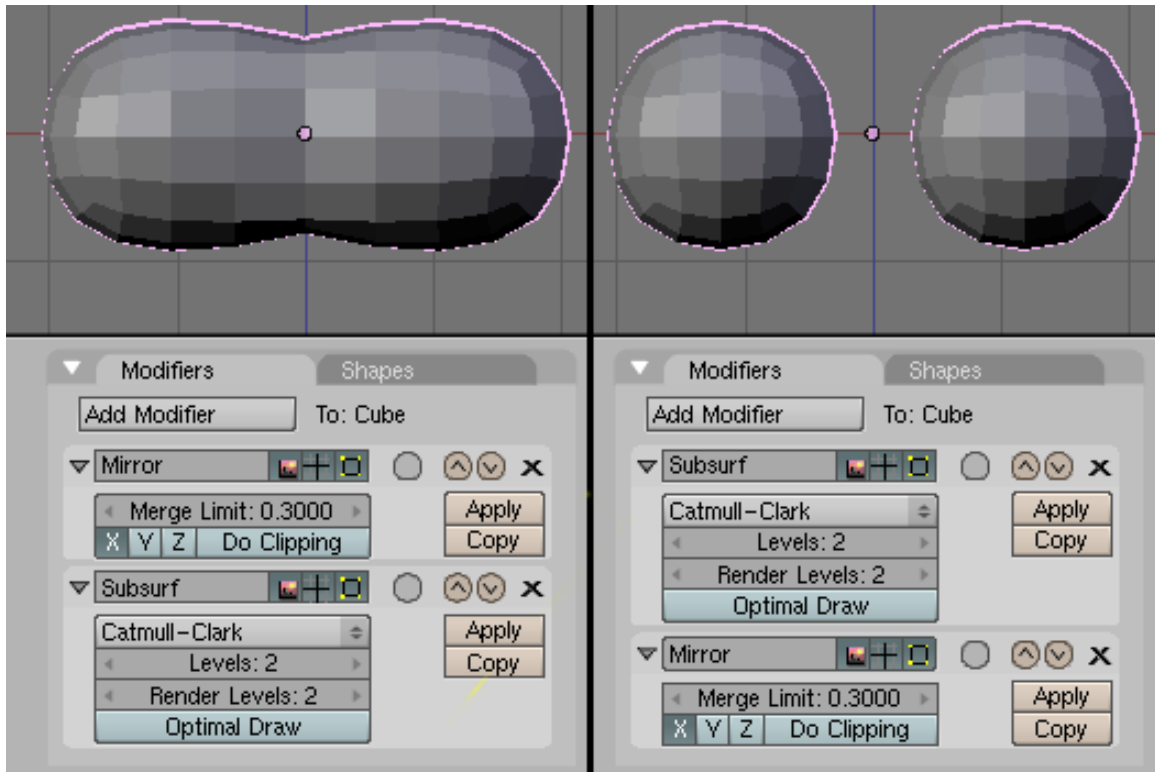 Modifiers Shapes
Add Modifier To: Cube
Mirror
Merge Limit: 0.3000 Apply
X Y Z Do Clipping Copy
Subsurf
Catmull-Clark Apply
Levels: 2 Copy
Render Levels: 2
Optimal Draw
Modifiers Shapes
Add Modifier To: Cube
Subsurf
Catmull-Clark Apply
Levels: 2 Copy
Render Levels: 2
Optimal Draw
Mirror
Merge Limit: 0.3000 Apply
X Y Z Do Clipping Copy